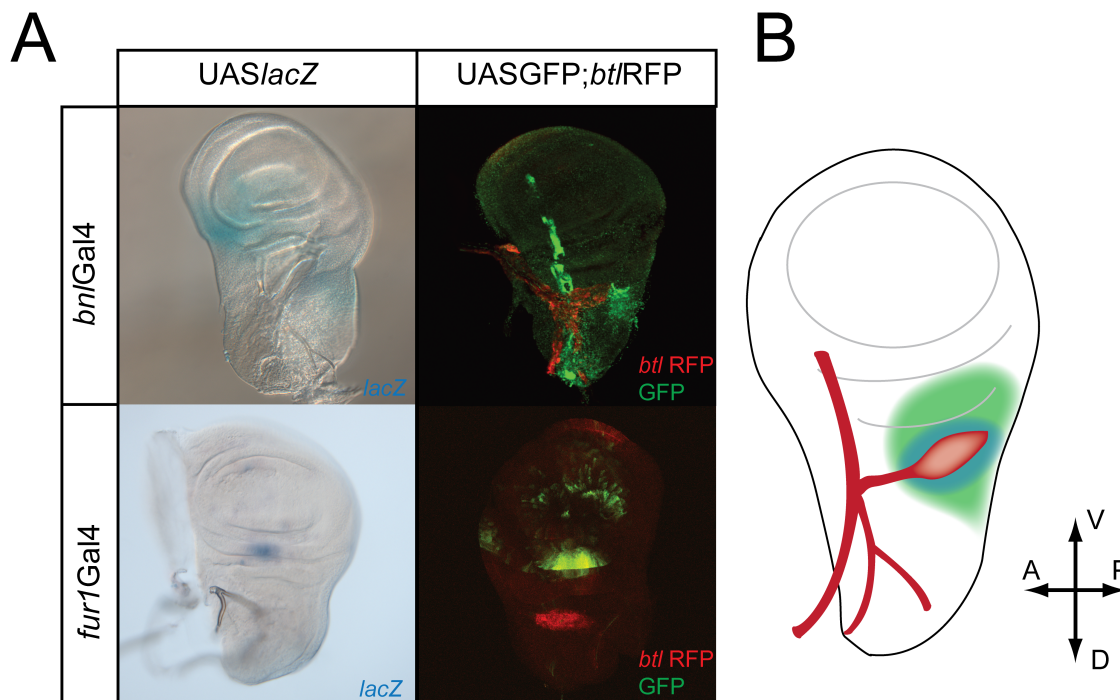 A
B
UASlacZ
UASGFP;btlRFP
bnlGal4
lacZ
btl RFP
GFP
fur1Gal4
lacZ
btl RFP
GFP
V
A
P
D